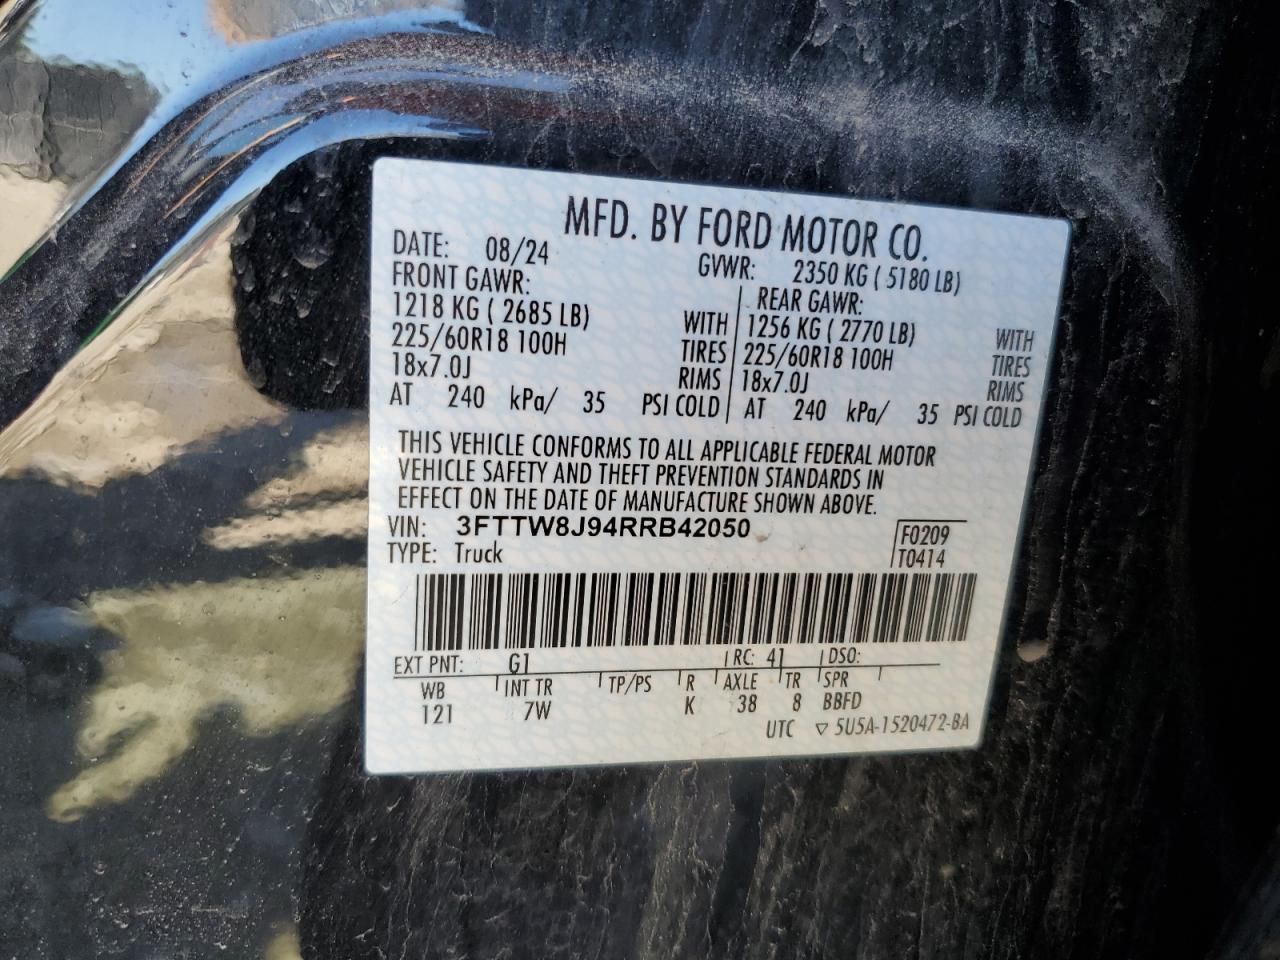 MFD. BY FORD MOTOR CO.
DATE: 08/24 GVWR: 2350 KG ( 5180 LB)
FRONT GAWR: REAR GAWR:
1218 KG ( 2685 LB) WITH 1256 KG ( 2770 LB) WITH
225/60R18 100H TIRES 225/60R18 100H TIRES
18x7.0J RIMS 18x7.0J RIMS
AT 240 kPa/ 35 PSI COLD AT 240 kPa/ 35 PSI COLD
THIS VEHICLE CONFORMS TO ALL APPLICABLE FEDERAL MOTOR
VEHICLE SAFETY AND THEFT PREVENTION STANDARDS IN
EFFECT ON THE DATE OF MANUFACTURE SHOWN ABOVE.
VIN: 3FTTW8J94RRB42050 F0209
TYPE: Truck T0414
EXT PNT: G1 RC: 41 DSO:
WB INT TR TP/PS R AXLE TR SPR
121 7W K 38 8 BBFD
UTC ▽ 5U5A-1520472-BA